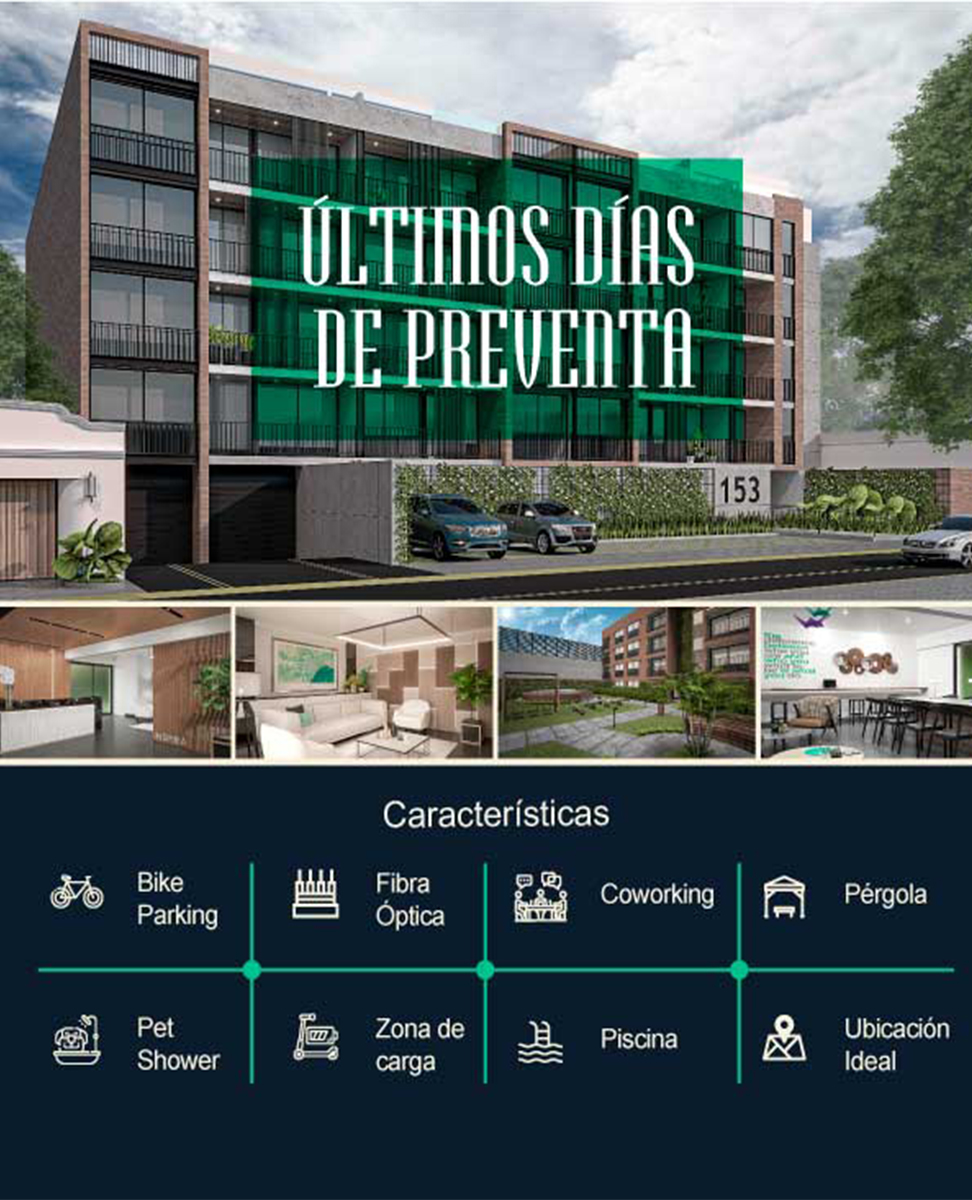 ÚLTIMOS DÍAS
DE PREVENTA
153
Características
Bike
Parking
Fibra
Óptica
Coworking
Pérgola
Pet
Shower
Zona de
carga
Piscina
Ubicación
Ideal